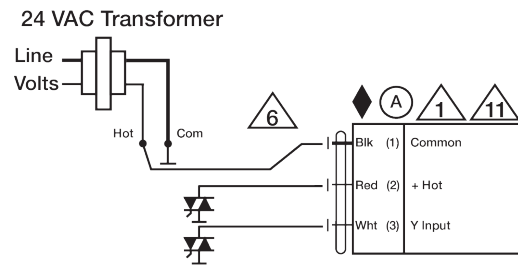 24 VAC Transformer
Line
Volts
Hot
Com
6
A
1
11
Blk (1) Common
Red (2) + Hot
Wht (3) Y Input